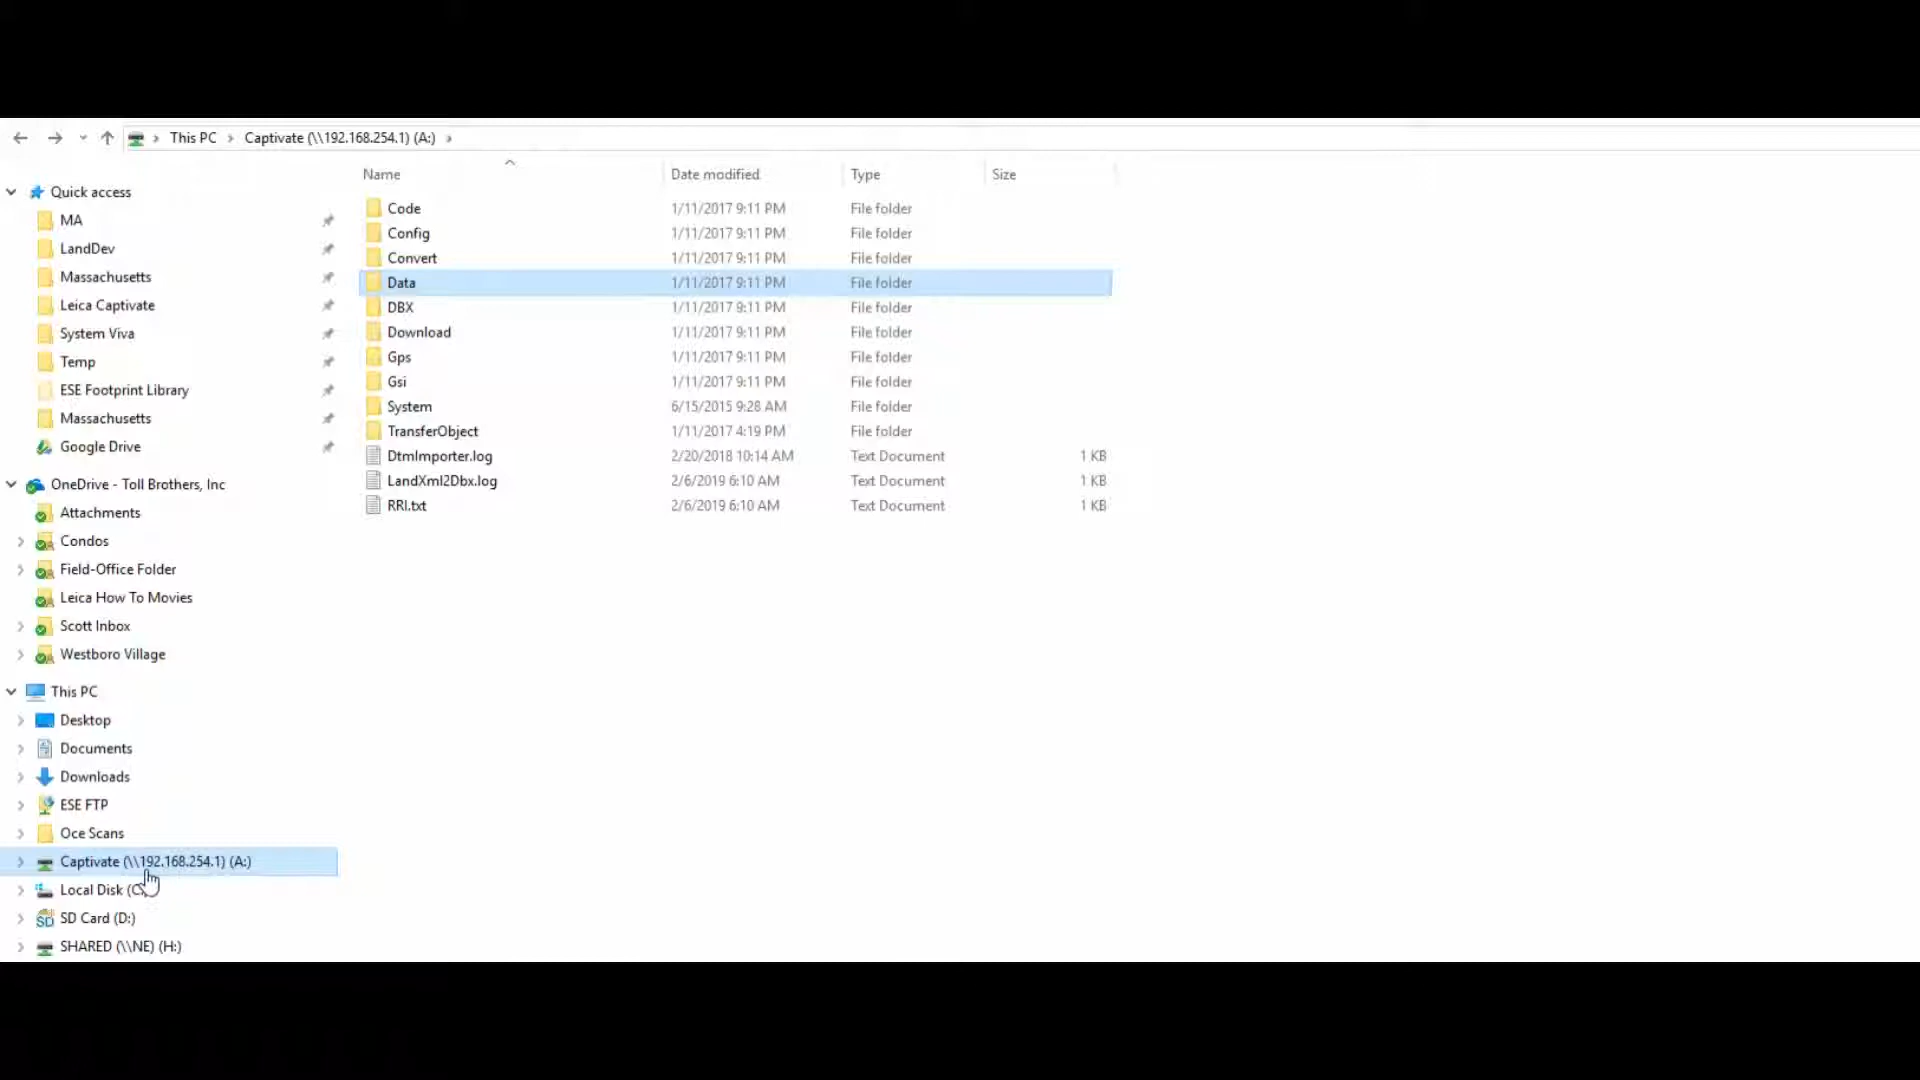 This PC > Captivate (\\192.168.254.1) (A:) >
Name Date modified Type Size
Quick access
MA
LandDev
Massachusetts
Leica Captivate
System Viva
Temp
ESE Footprint Library
Massachusetts
Google Drive
OneDrive - Toll Brothers, Inc
Attachments
Condos
Field-Office Folder
Leica How To Movies
Scott Inbox
Westboro Village
This PC
Desktop
Documents
Downloads
ESE FTP
Oce Scans
Captivate (\\192.168.254.1) (A:)
Local Disk
SD Card (D:)
SHARED (\\NE) (H:)
Code 1/11/2017 9:11 PM File folder
Config 1/11/2017 9:11 PM File folder
Convert 1/11/2017 9:11 PM File folder
Data 1/11/2017 9:11 PM File folder
DBX 1/11/2017 9:11 PM File folder
Download 1/11/2017 9:11 PM File folder
Gps 1/11/2017 9:11 PM File folder
Gsi 1/11/2017 9:11 PM File folder
System 6/15/2015 9:28 AM File folder
TransferObject 1/11/2017 4:19 PM File folder
DtmImporter.log 2/20/2018 10:14 AM Text Document 1 KB
LandXml2Dbx.log 2/6/2019 6:10 AM Text Document 1 KB
RRI.txt 2/6/2019 6:10 AM Text Document 1 KB